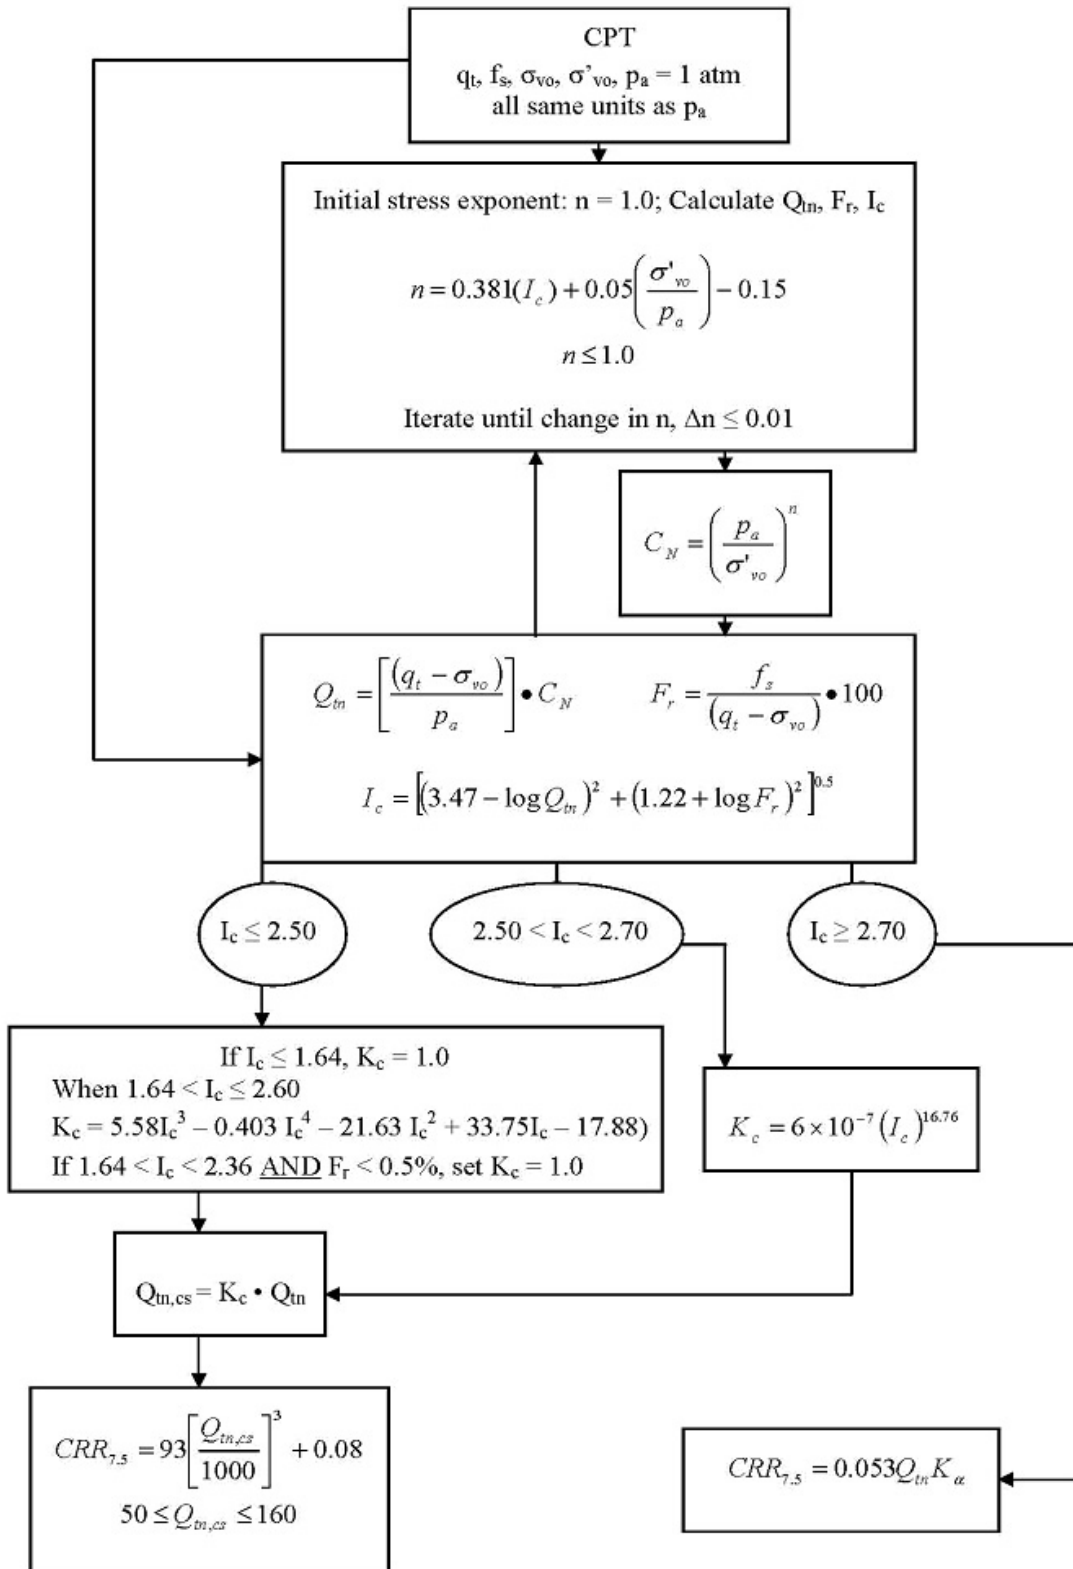 CPT
qt, fs, σvo, σ'vo, pa = 1 atm
all same units as pa
Initial stress exponent: n = 1.0; Calculate Qtn, Fr, Ic
n = 0.381(Ic) + 0.05(σ'vo / pa) − 0.15
n ≤ 1.0
Iterate until change in n, Δn ≤ 0.01
CN = (pa / σ'vo)^n
Qtn = [(qt − σvo) / pa] • CN
Fr = fs / (qt − σvo) • 100
Ic = [(3.47 − log Qtn)² + (1.22 + log Fr)²]^0.5
Ic ≤ 2.50
2.50 < Ic < 2.70
Ic ≥ 2.70
If Ic ≤ 1.64, Kc = 1.0
When 1.64 < Ic ≤ 2.60
Kc = 5.58Ic³ – 0.403 Ic⁴ – 21.63 Ic² + 33.75Ic – 17.88)
If 1.64 < Ic < 2.36 AND Fr < 0.5%, set Kc = 1.0
Kc = 6 × 10⁻⁷ (Ic)^16.76
Qtn,cs = Kc • Qtn
CRR7.5 = 93[Qtn,cs / 1000]³ + 0.08
50 ≤ Qtn,cs ≤ 160
CRR7.5 = 0.053Qtn Kα